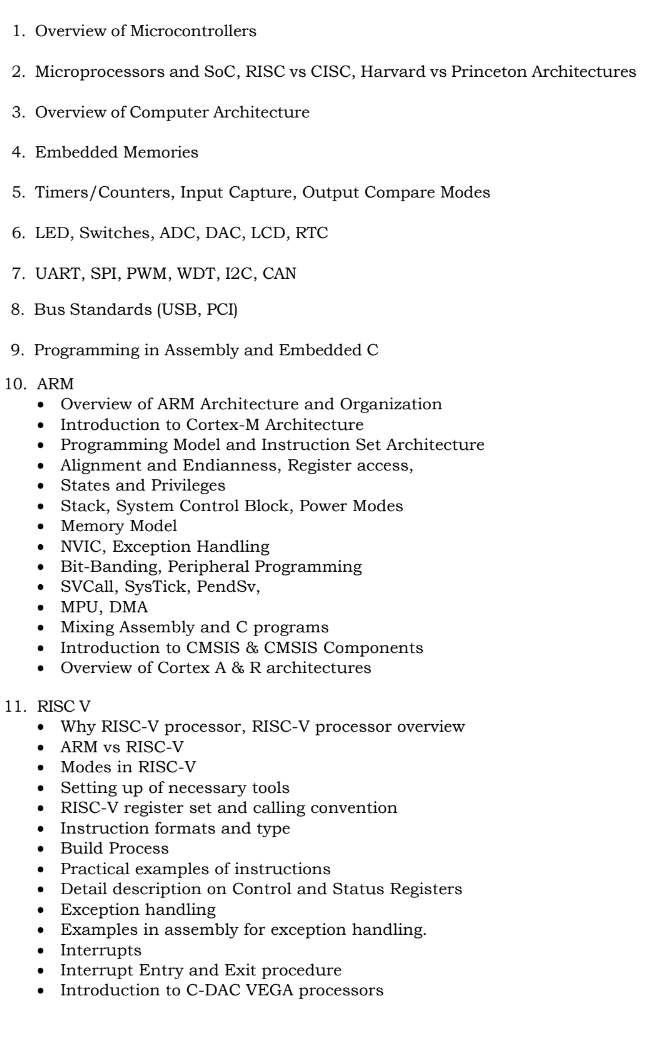 1. Overview of Microcontrollers
2. Microprocessors and SoC, RISC vs CISC, Harvard vs Princeton Architectures
3. Overview of Computer Architecture
4. Embedded Memories
5. Timers/Counters, Input Capture, Output Compare Modes
6. LED, Switches, ADC, DAC, LCD, RTC
7. UART, SPI, PWM, WDT, I2C, CAN
8. Bus Standards (USB, PCI)
9. Programming in Assembly and Embedded C
10. ARM
• Overview of ARM Architecture and Organization
• Introduction to Cortex-M Architecture
• Programming Model and Instruction Set Architecture
• Alignment and Endianness, Register access,
• States and Privileges
• Stack, System Control Block, Power Modes
• Memory Model
• NVIC, Exception Handling
• Bit-Banding, Peripheral Programming
• SVCall, SysTick, PendSv,
• MPU, DMA
• Mixing Assembly and C programs
• Introduction to CMSIS & CMSIS Components
• Overview of Cortex A & R architectures
11. RISC V
• Why RISC-V processor, RISC-V processor overview
• ARM vs RISC-V
• Modes in RISC-V
• Setting up of necessary tools
• RISC-V register set and calling convention
• Instruction formats and type
• Build Process
• Practical examples of instructions
• Detail description on Control and Status Registers
• Exception handling
• Examples in assembly for exception handling.
• Interrupts
• Interrupt Entry and Exit procedure
• Introduction to C-DAC VEGA processors